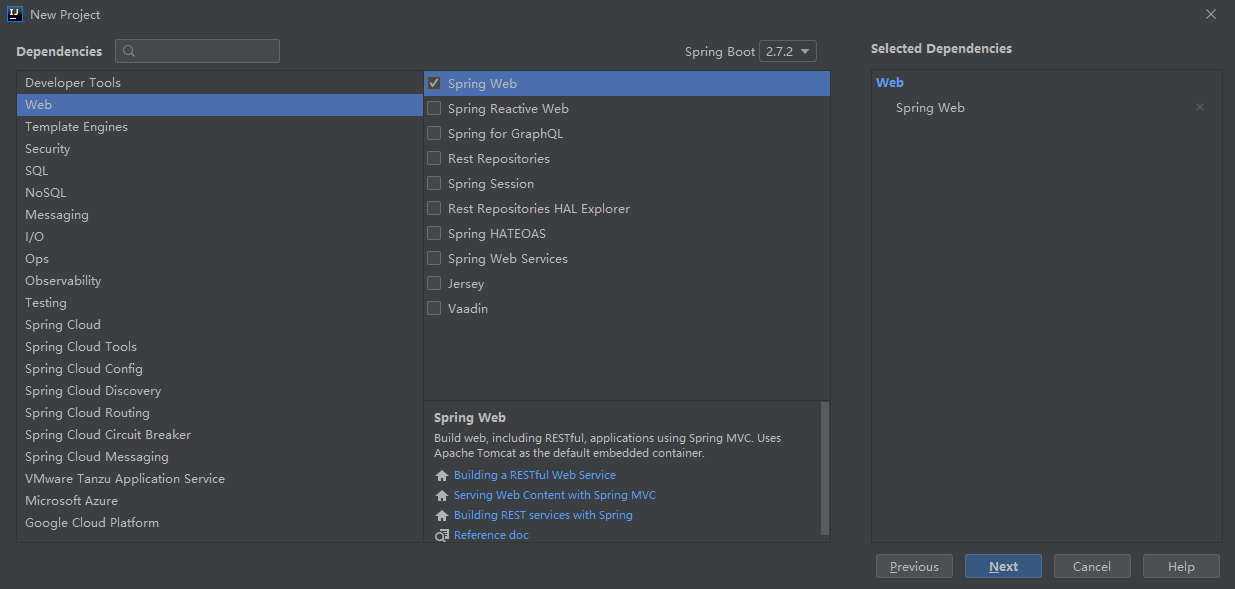 New Project
Dependencies
Spring Boot 2.7.2
Selected Dependencies
Developer Tools
Web
Template Engines
Security
SQL
NoSQL
Messaging
I/O
Ops
Observability
Testing
Spring Cloud
Spring Cloud Tools
Spring Cloud Config
Spring Cloud Discovery
Spring Cloud Routing
Spring Cloud Circuit Breaker
Spring Cloud Messaging
VMware Tanzu Application Service
Microsoft Azure
Google Cloud Platform
Spring Web
Spring Reactive Web
Spring for GraphQL
Rest Repositories
Spring Session
Rest Repositories HAL Explorer
Spring HATEOAS
Spring Web Services
Jersey
Vaadin
Spring Web
Build web, including RESTful, applications using Spring MVC. Uses
Apache Tomcat as the default embedded container.
Building a RESTful Web Service
Serving Web Content with Spring MVC
Building REST services with Spring
Reference doc
Web
Spring Web
Previous
Next
Cancel
Help